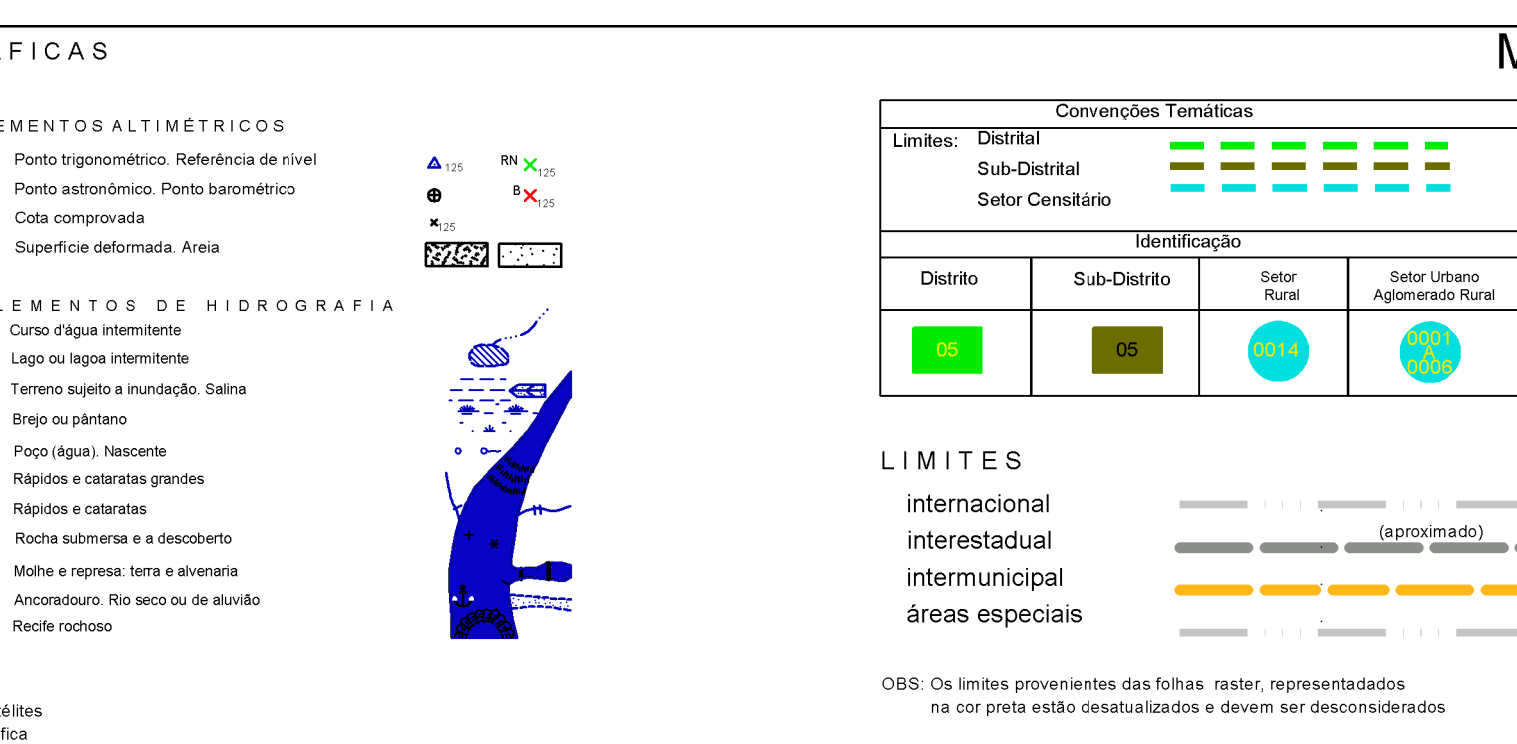 FICAS
EMENTOS ALTIMÉTRICOS
Ponto trigonométrico. Referência de nível
125
RN
125
Ponto astronômico. Ponto barométrico
B
125
Cota comprovada
125
Superfície deformada. Areia
LEMENTOS DE HIDROGRAFIA
Curso d'água intermitente
Lago ou lagoa intermitente
Terreno sujeito a inundação. Salina
Brejo ou pântano
Poço (água). Nascente
Rápidos e cataratas grandes
Rápidos e cataratas
Rocha submersa e a descoberto
Molhe e represa: terra e alvenaria
Ancoradouro. Rio seco ou de aluvião
Recife rochoso
télites
fica
M
Convenções Temáticas
Limites: Distrital
Sub-Distrital
Setor Censitário
Identificação
Distrito
Sub-Distrito
Setor
Rural
Setor Urbano
Aglomerado Rural
05
05
0014
0001
A
0006
LIMITES
internacional
interestadual
(aproximado)
intermunicipal
áreas especiais
OBS: Os limites provenientes das folhas raster, representadados
na cor preta estão desatualizados e devem ser desconsiderados